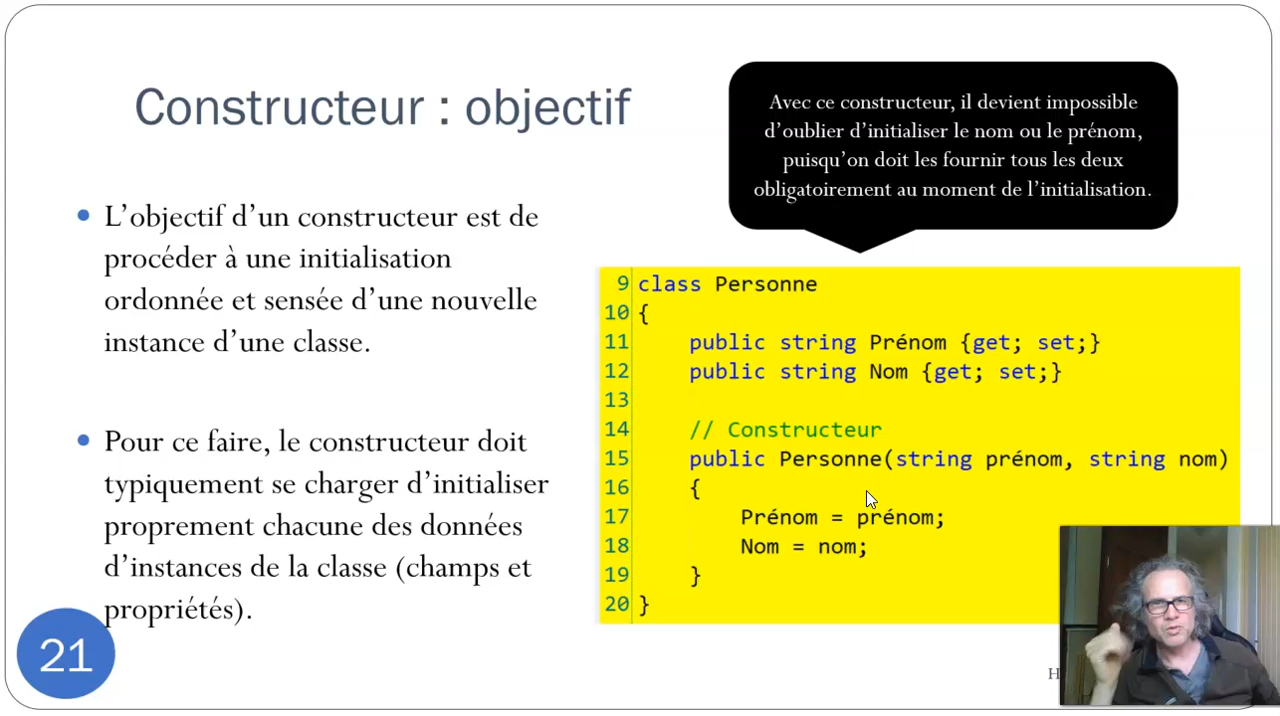 Constructeur : objectif
Avec ce constructeur, il devient impossible
d’oublier d’initialiser le nom ou le prénom,
puisqu’on doit les fournir tous les deux
obligatoirement au moment de l’initialisation.
L’objectif d’un constructeur est de
procéder à une initialisation
ordonnée et sensée d’une nouvelle
instance d’une classe.
Pour ce faire, le constructeur doit
typiquement se charger d’initialiser
proprement chacune des données
d’instances de la classe (champs et
propriétés).
9 class Personne
10 {
11 public string Prénom {get; set;}
12 public string Nom {get; set;}
13
14 // Constructeur
15 public Personne(string prénom, string nom)
16 {
17 Prénom = prénom;
18 Nom = nom;
19 }
20 }
21